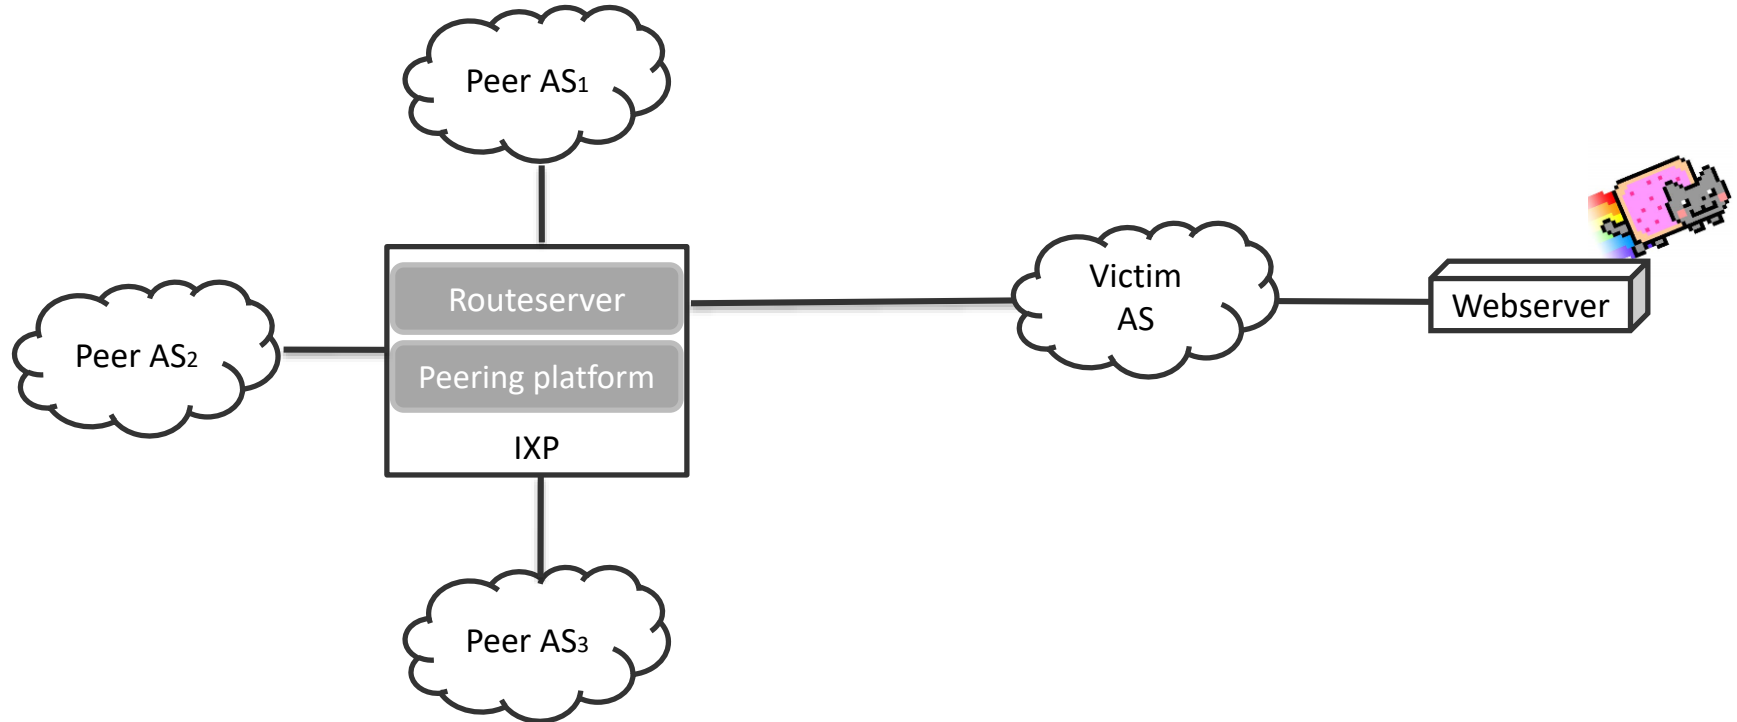 Peer AS1
Routeserver
Peering platform
IXP
Peer AS2
Peer AS3
Victim
AS
Webserver